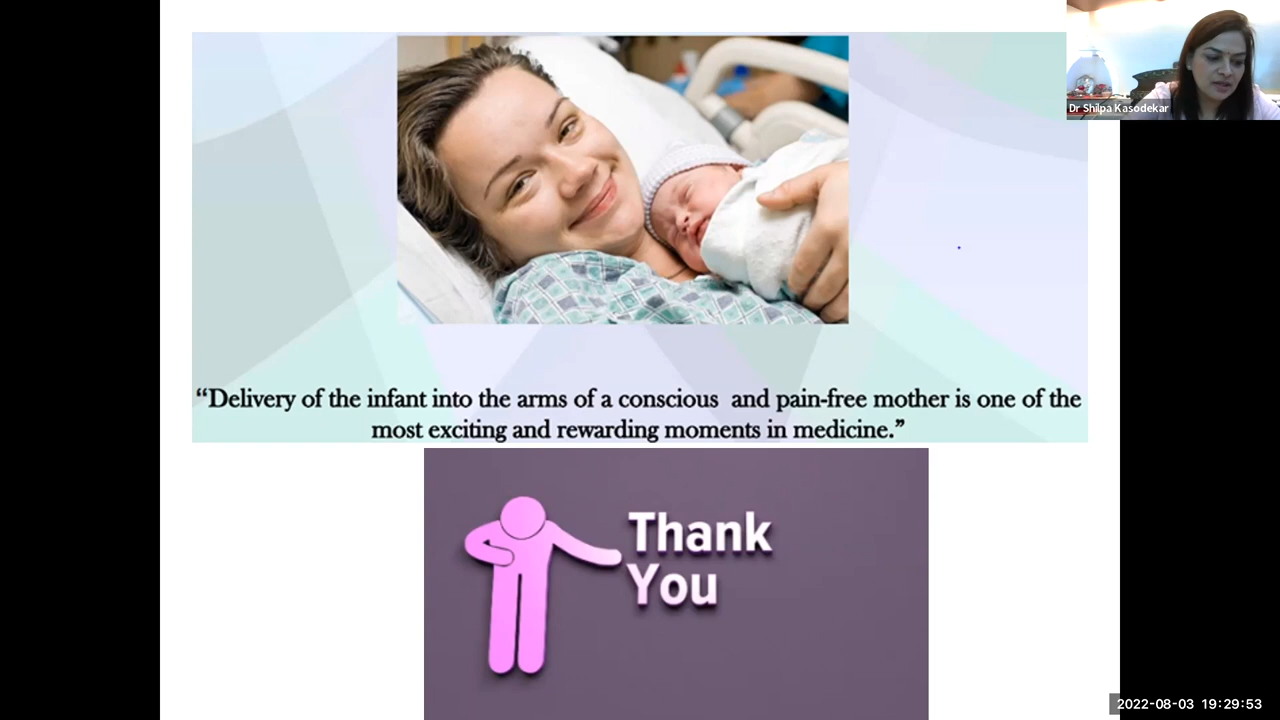 Dr Shilpa Kasodekar
“Delivery of the infant into the arms of a conscious  and pain-free mother is one of the
most exciting and rewarding moments in medicine.”
Thank
You
2022-08-03 19:29:53